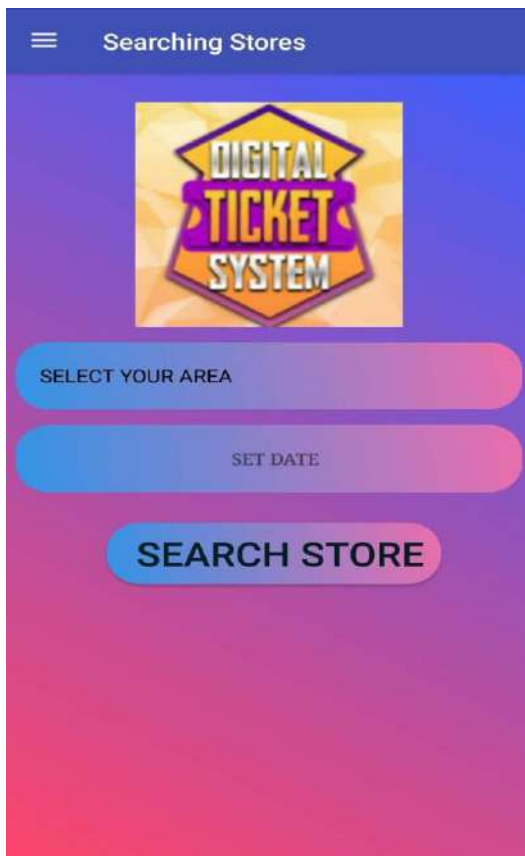 Searching Stores
DIGITAL
TICKET
SYSTEM
SELECT YOUR AREA
SET DATE
SEARCH STORE